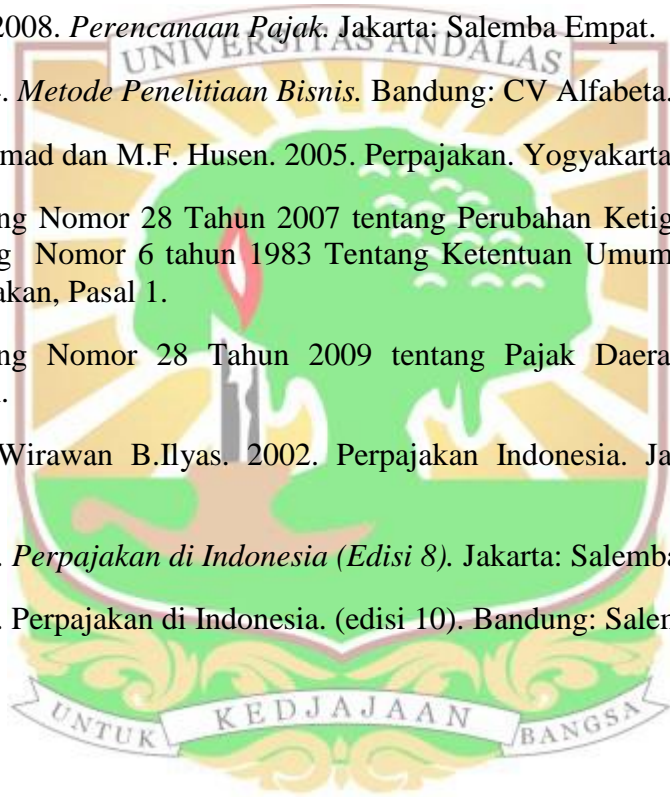 2008. Perencanaan Pajak. Jakarta: Salemba Empat.
UNIVERSITAS ANDALAS
. Metode Penelitiaan Bisnis. Bandung: CV Alfabeta.
mad dan M.F. Husen. 2005. Perpajakan. Yogyakarta
ng Nomor 28 Tahun 2007 tentang Perubahan Ketig
g Nomor 6 tahun 1983 Tentang Ketentuan Umum
akan, Pasal 1.
ng Nomor 28 Tahun 2009 tentang Pajak Daera
.
Wirawan B.Ilyas. 2002. Perpajakan Indonesia. Ja
. Perpajakan di Indonesia (Edisi 8). Jakarta: Salemba
. Perpajakan di Indonesia. (edisi 10). Bandung: Salem
UNTUK KEDJAJAAN BANGSA